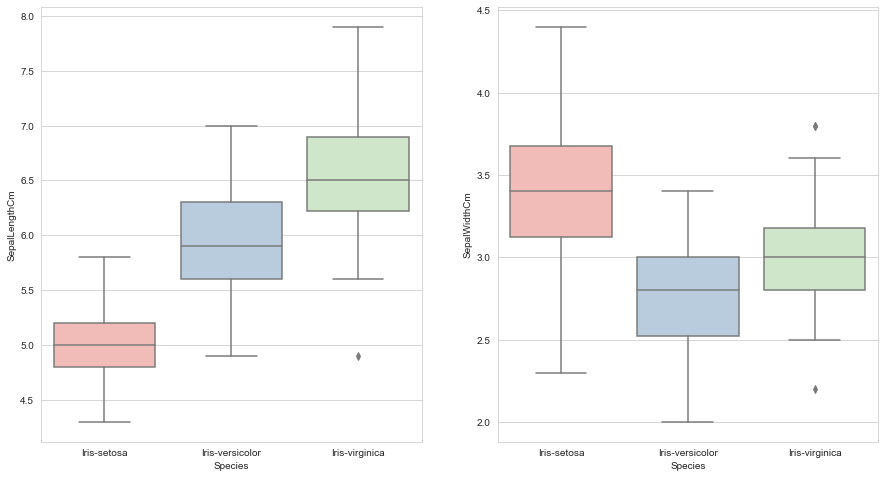 SepalLengthCm
8.0
7.5
7.0
6.5
6.0
5.5
5.0
4.5
Iris-setosa Iris-versicolor Iris-virginica
Species
SepalWidthCm
4.5
4.0
3.5
3.0
2.5
2.0
Iris-setosa Iris-versicolor Iris-virginica
Species